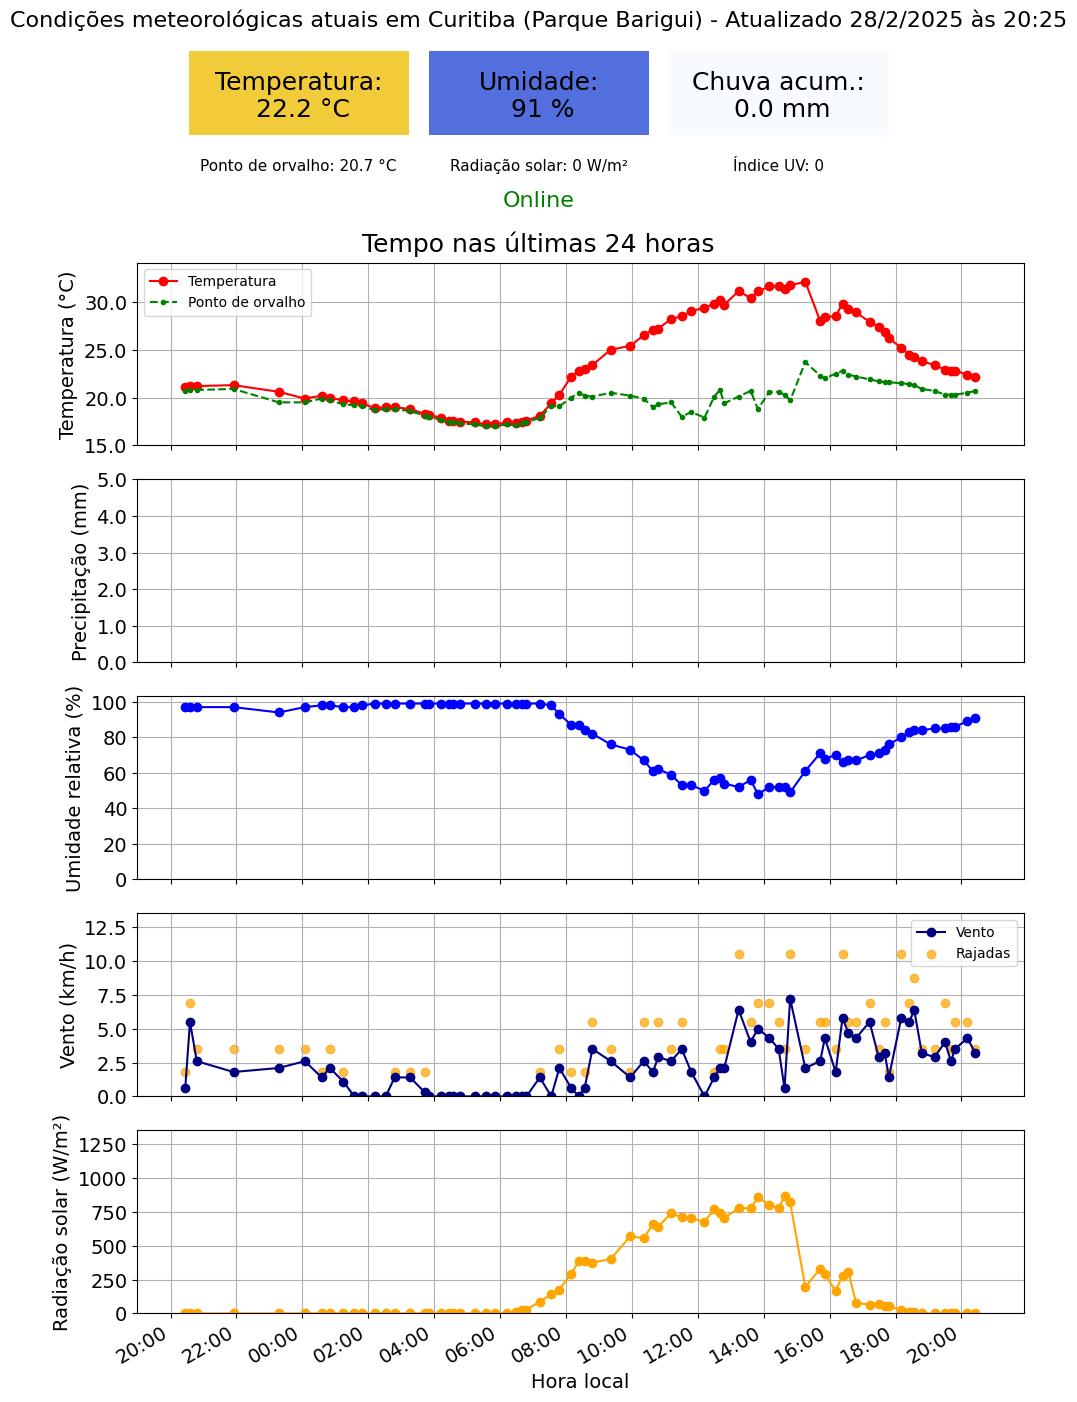 Condições meteorológicas atuais em Curitiba (Parque Barigui) - Atualizado 28/2/2025 às 20:25
Temperatura:
22.2 °C
Umidade:
91 %
Chuva acum.:
0.0 mm
Ponto de orvalho: 20.7 °C
Radiação solar: 0 W/m²
Índice UV: 0
Online
Tempo nas últimas 24 horas
Temperatura (°C)
30.0
25.0
20.0
15.0
Temperatura
Ponto de orvalho
Precipitação (mm)
5.0
4.0
3.0
2.0
1.0
0.0
Umidade relativa (%)
100
80
60
40
20
0
Vento (km/h)
12.5
10.0
7.5
5.0
2.5
0.0
Vento
Rajadas
Radiação solar (W/m²)
1250
1000
750
500
250
0
20:00
22:00
00:00
02:00
04:00
06:00
08:00
10:00
12:00
14:00
16:00
18:00
20:00
Hora local